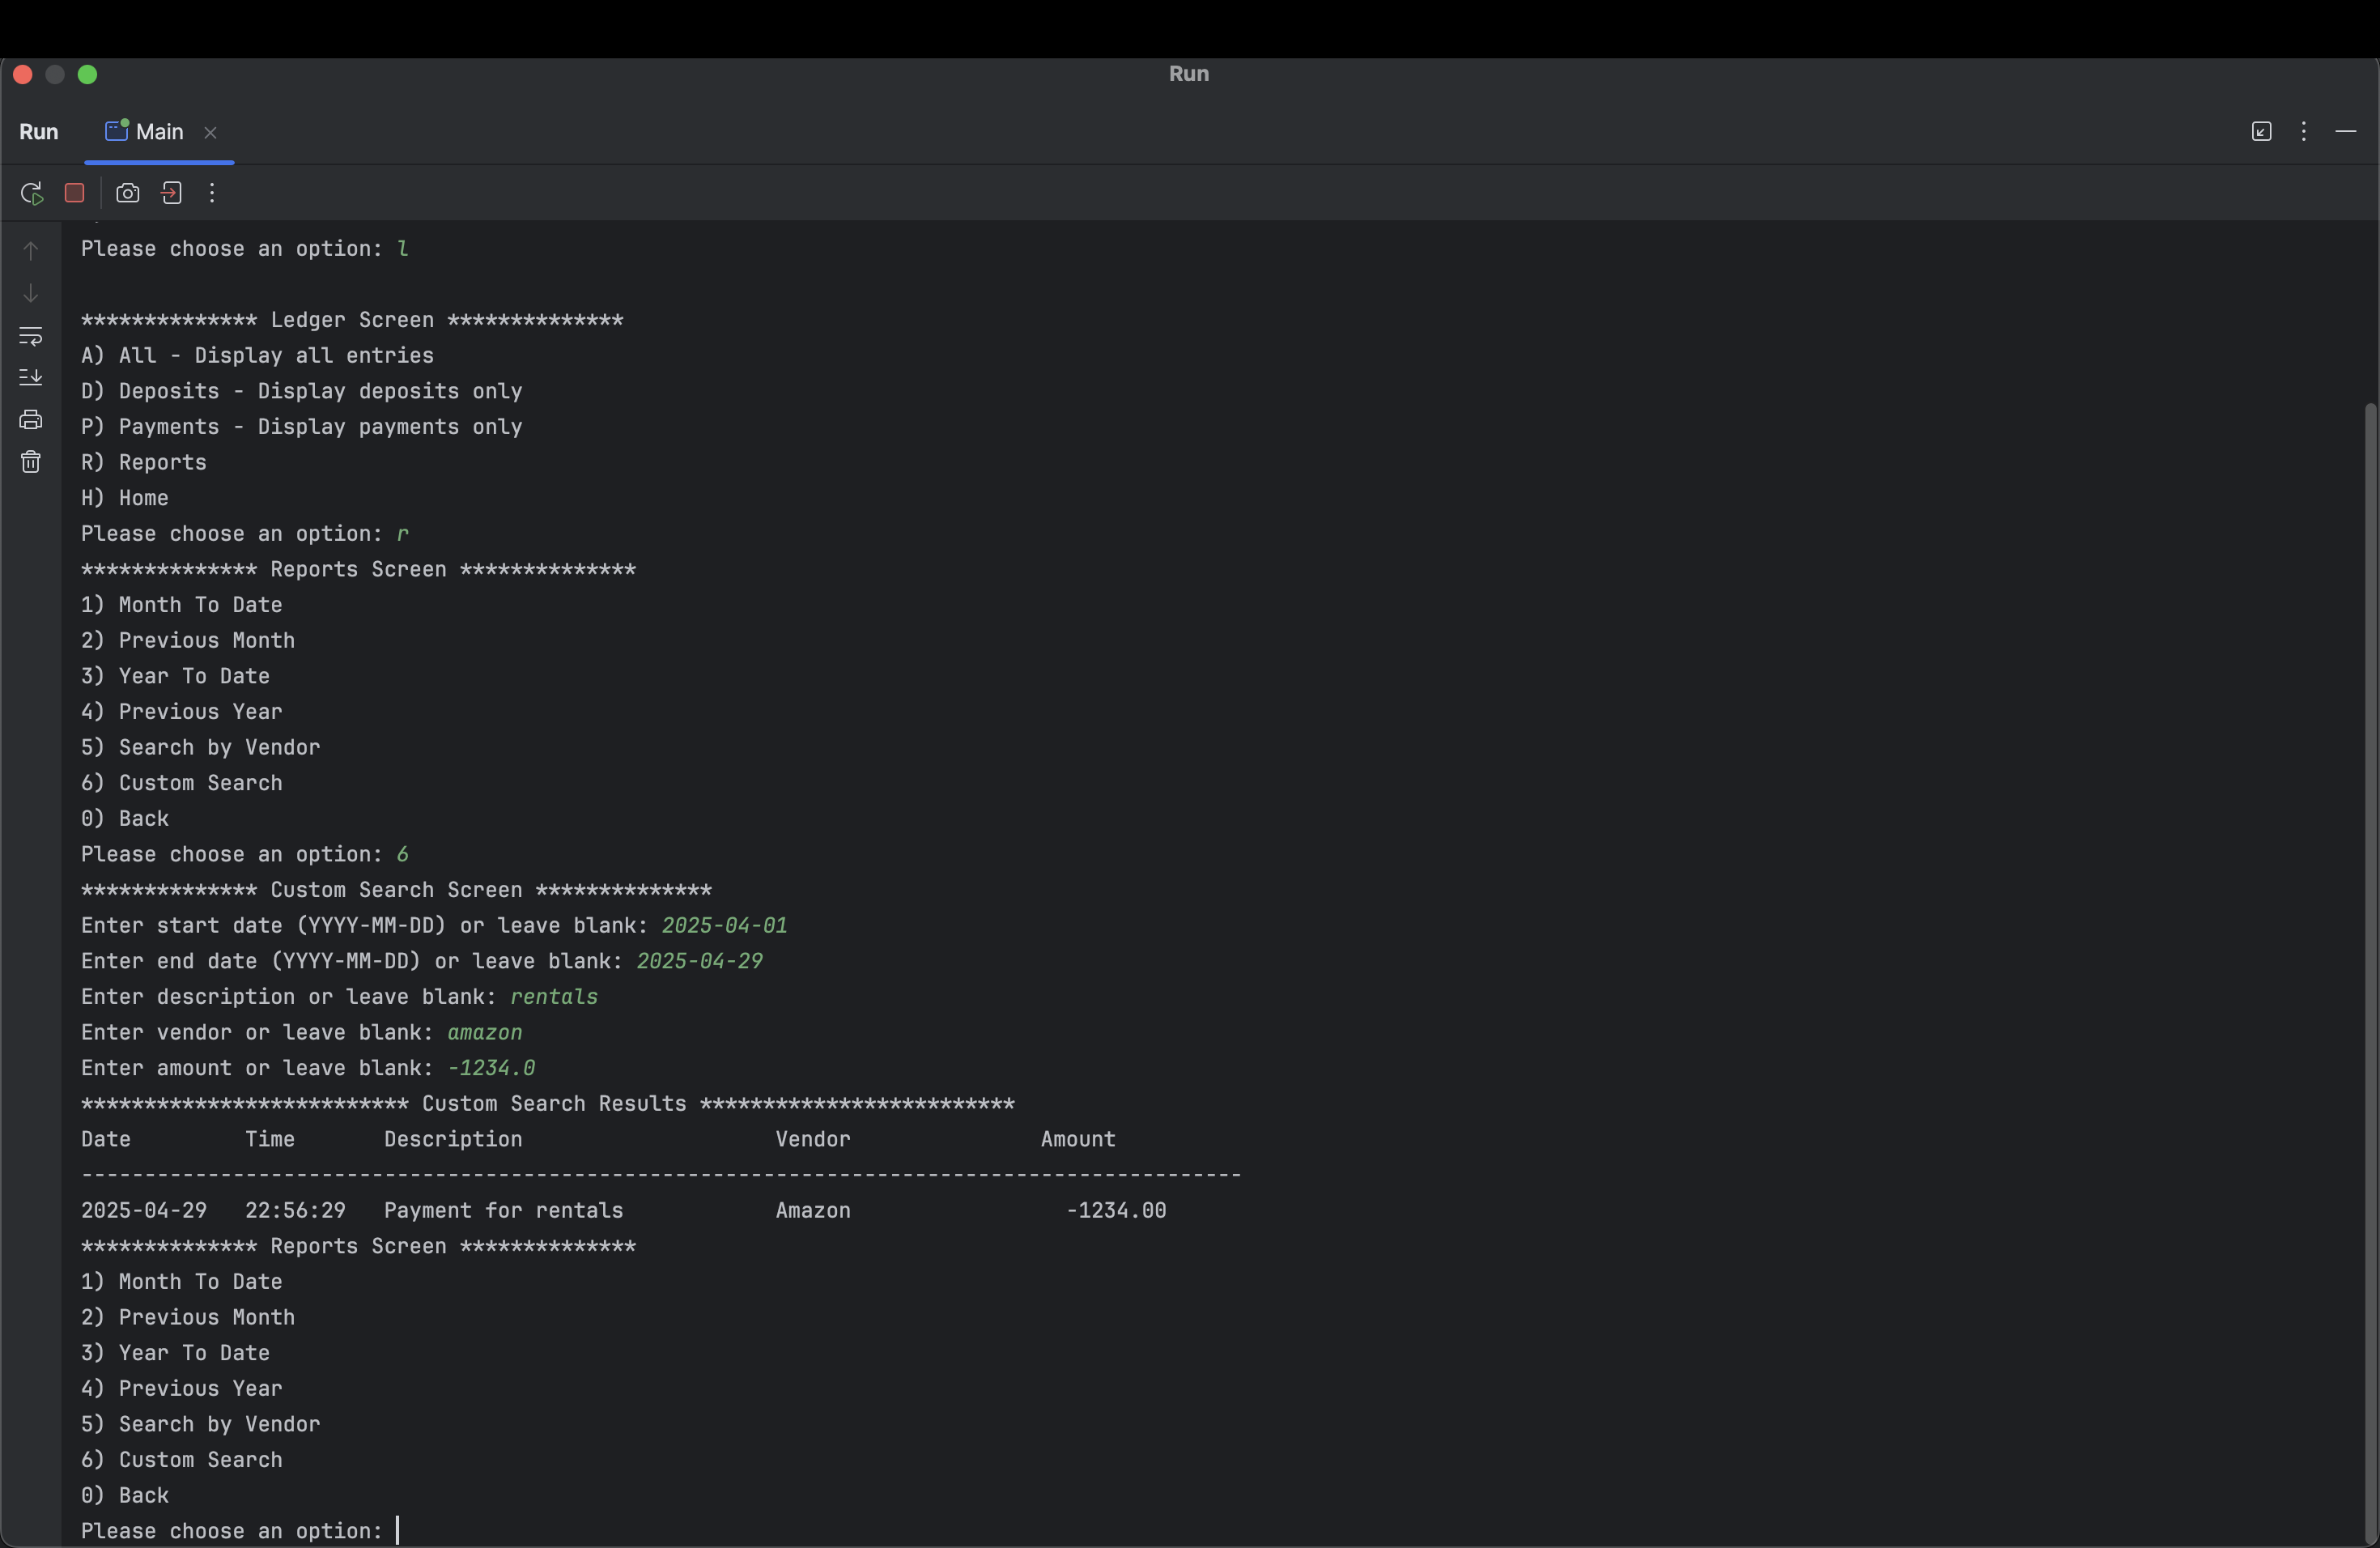 Run
Run Main
Please choose an option: l
************** Ledger Screen **************
A) All - Display all entries
D) Deposits - Display deposits only
P) Payments - Display payments only
R) Reports
H) Home
Please choose an option: r
************** Reports Screen **************
1) Month To Date
2) Previous Month
3) Year To Date
4) Previous Year
5) Search by Vendor
6) Custom Search
0) Back
Please choose an option: 6
************** Custom Search Screen **************
Enter start date (YYYY-MM-DD) or leave blank: 2025-04-01
Enter end date (YYYY-MM-DD) or leave blank: 2025-04-29
Enter description or leave blank: rentals
Enter vendor or leave blank: amazon
Enter amount or leave blank: -1234.0
************************** Custom Search Results *************************
Date Time Description Vendor Amount
--------------------------------------------------------------------------------------------
2025-04-29 22:56:29 Payment for rentals Amazon -1234.00
************** Reports Screen **************
1) Month To Date
2) Previous Month
3) Year To Date
4) Previous Year
5) Search by Vendor
6) Custom Search
0) Back
Please choose an option: